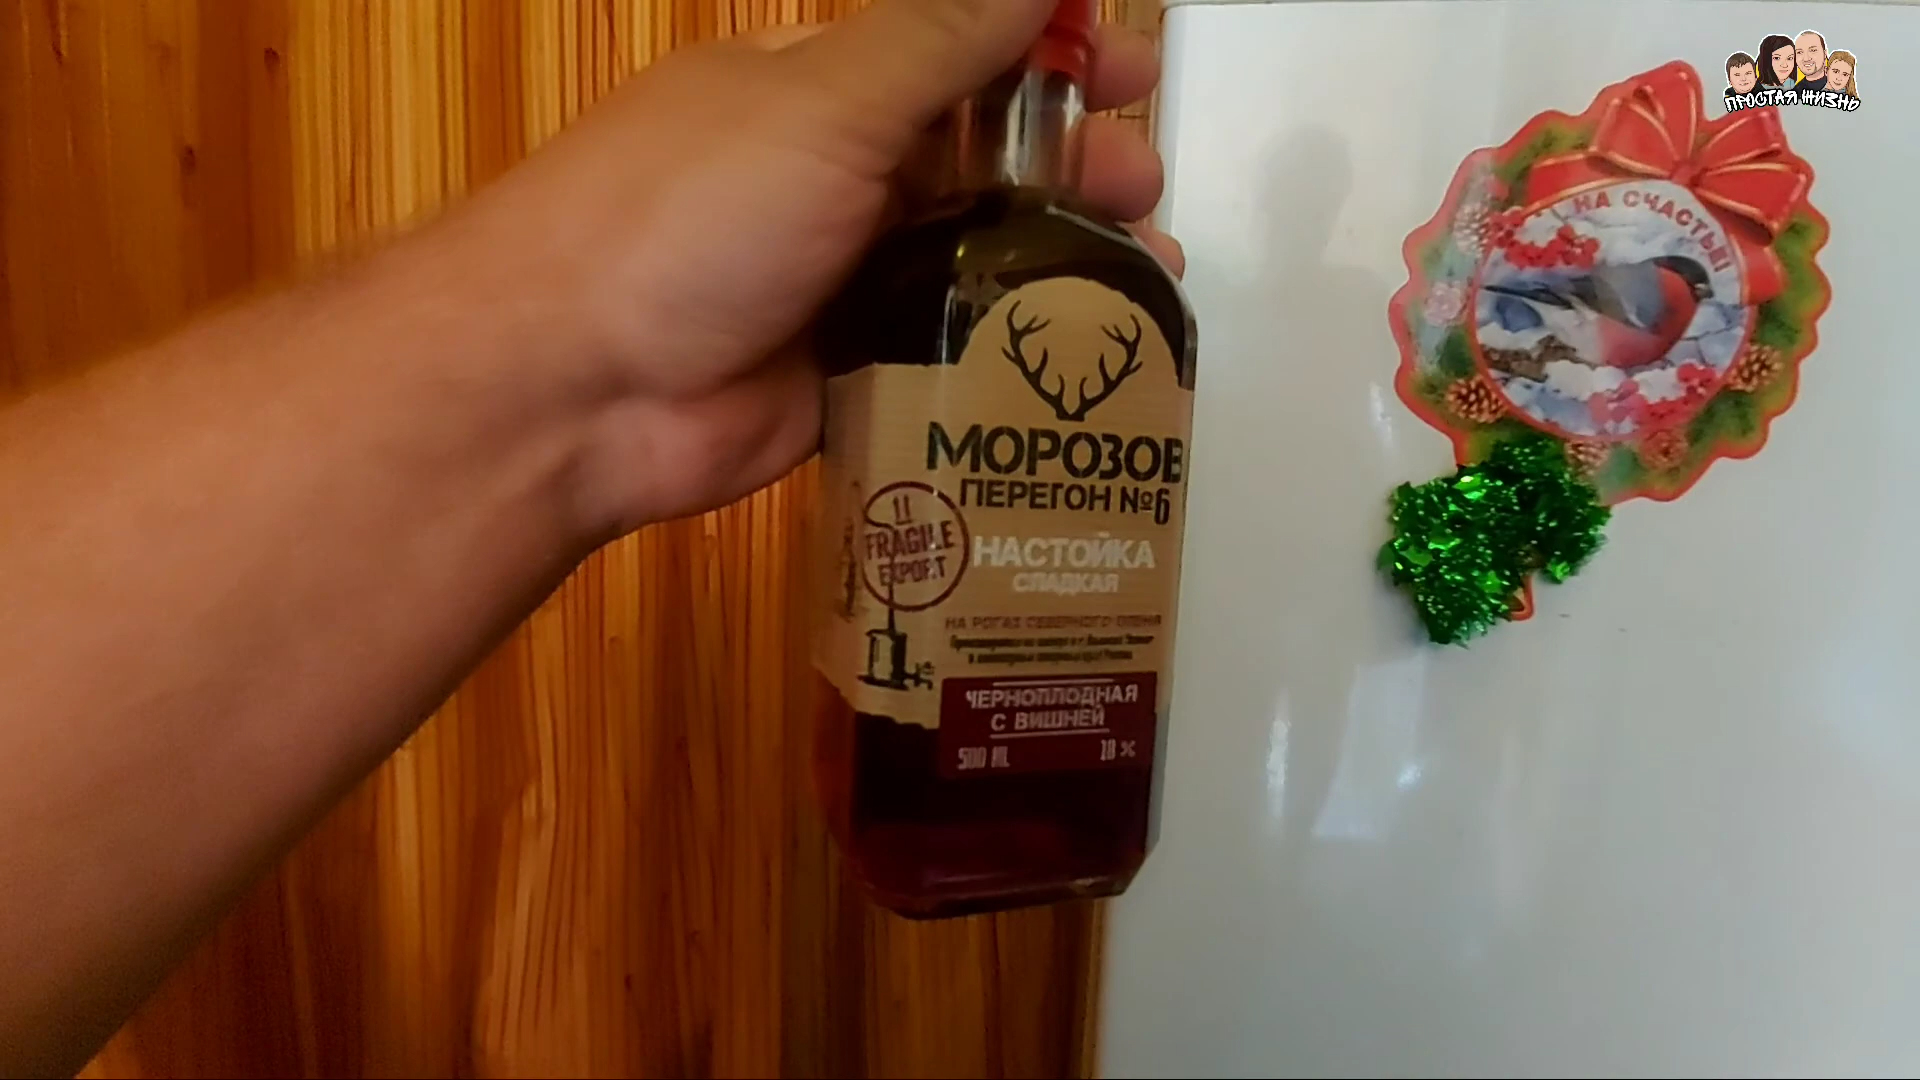 ПРОСТАЯ ЖИЗНЬ
НА СЧАСТЬЕ!
МОРОЗОВ
ПЕРЕГОН №6
FRAGILE
EXPORT
НАСТОЙКА
СЛАДКАЯ
НА РОГАХ СЕВЕРНОГО ОЛЕНЯ
ЧЕРНОПЛОДНАЯ
С ВИШНЕЙ
500 ML 18 %